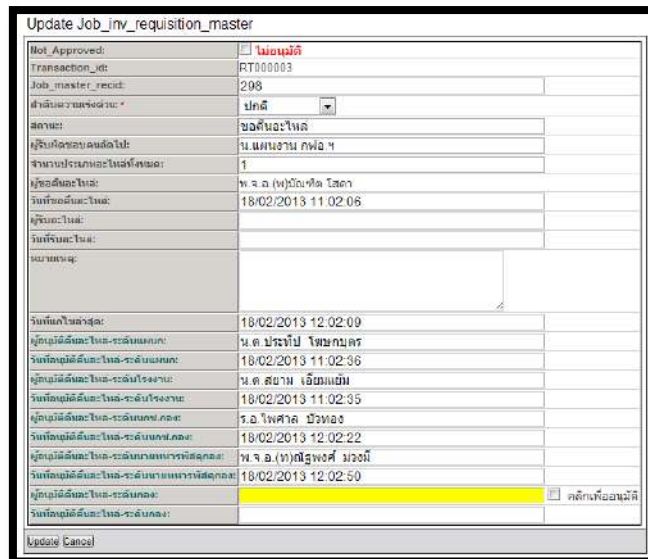 Update Job_inv_requisition_master
Not_Approved: ไม่อนุมัติ
Transaction_id: RT000003
Job_master_recid: 298
ลำดับความเร่งด่วน: * ปกติ
สถานะ: ขอคืนอะไหล่
ผู้รับผิดชอบคนถัดไป: น.แผนงาน กฟอ.ฯ
จำนวนประเภทอะไหล่ทั้งหมด: 1
ผู้ขอคืนอะไหล่: พ.จ.อ.(พ)บัณฑิต โสดา
วันที่ขอคืนอะไหล่: 18/02/2013 11:02:06
ผู้รับอะไหล่:
วันที่รับอะไหล่:
หมายเหตุ:
วันที่แก้ไขล่าสุด: 18/02/2013 12:02:09
ผู้อนุมัติคืนอะไหล่-ระดับแผนก: น.ต.ประทีป โฆษกบุตร
วันที่อนุมัติคืนอะไหล่-ระดับแผนก: 18/02/2013 11:02:36
ผู้อนุมัติคืนอะไหล่-ระดับโรงงาน: น.ต.สยาม เอี่ยมแย้ม
วันที่อนุมัติคืนอะไหล่-ระดับโรงงาน: 18/02/2013 11:02:35
ผู้อนุมัติคืนอะไหล่-ระดับนกช.กอง: ร.อ.ไพศาล บัวทอง
วันที่อนุมัติคืนอะไหล่-ระดับนกช.กอง: 18/02/2013 12:02:22
ผู้อนุมัติคืนอะไหล่-ระดับนายทหารพัสดุกอง: พ.จ.อ.(ท)ณัฐพงศ์ ม่วงมี
วันที่อนุมัติคืนอะไหล่-ระดับนายทหารพัสดุกอง: 18/02/2013 12:02:50
ผู้อนุมัติคืนอะไหล่-ระดับกอง: คลิกเพื่ออนุมัติ
วันที่อนุมัติคืนอะไหล่-ระดับกอง:
Update Cancel